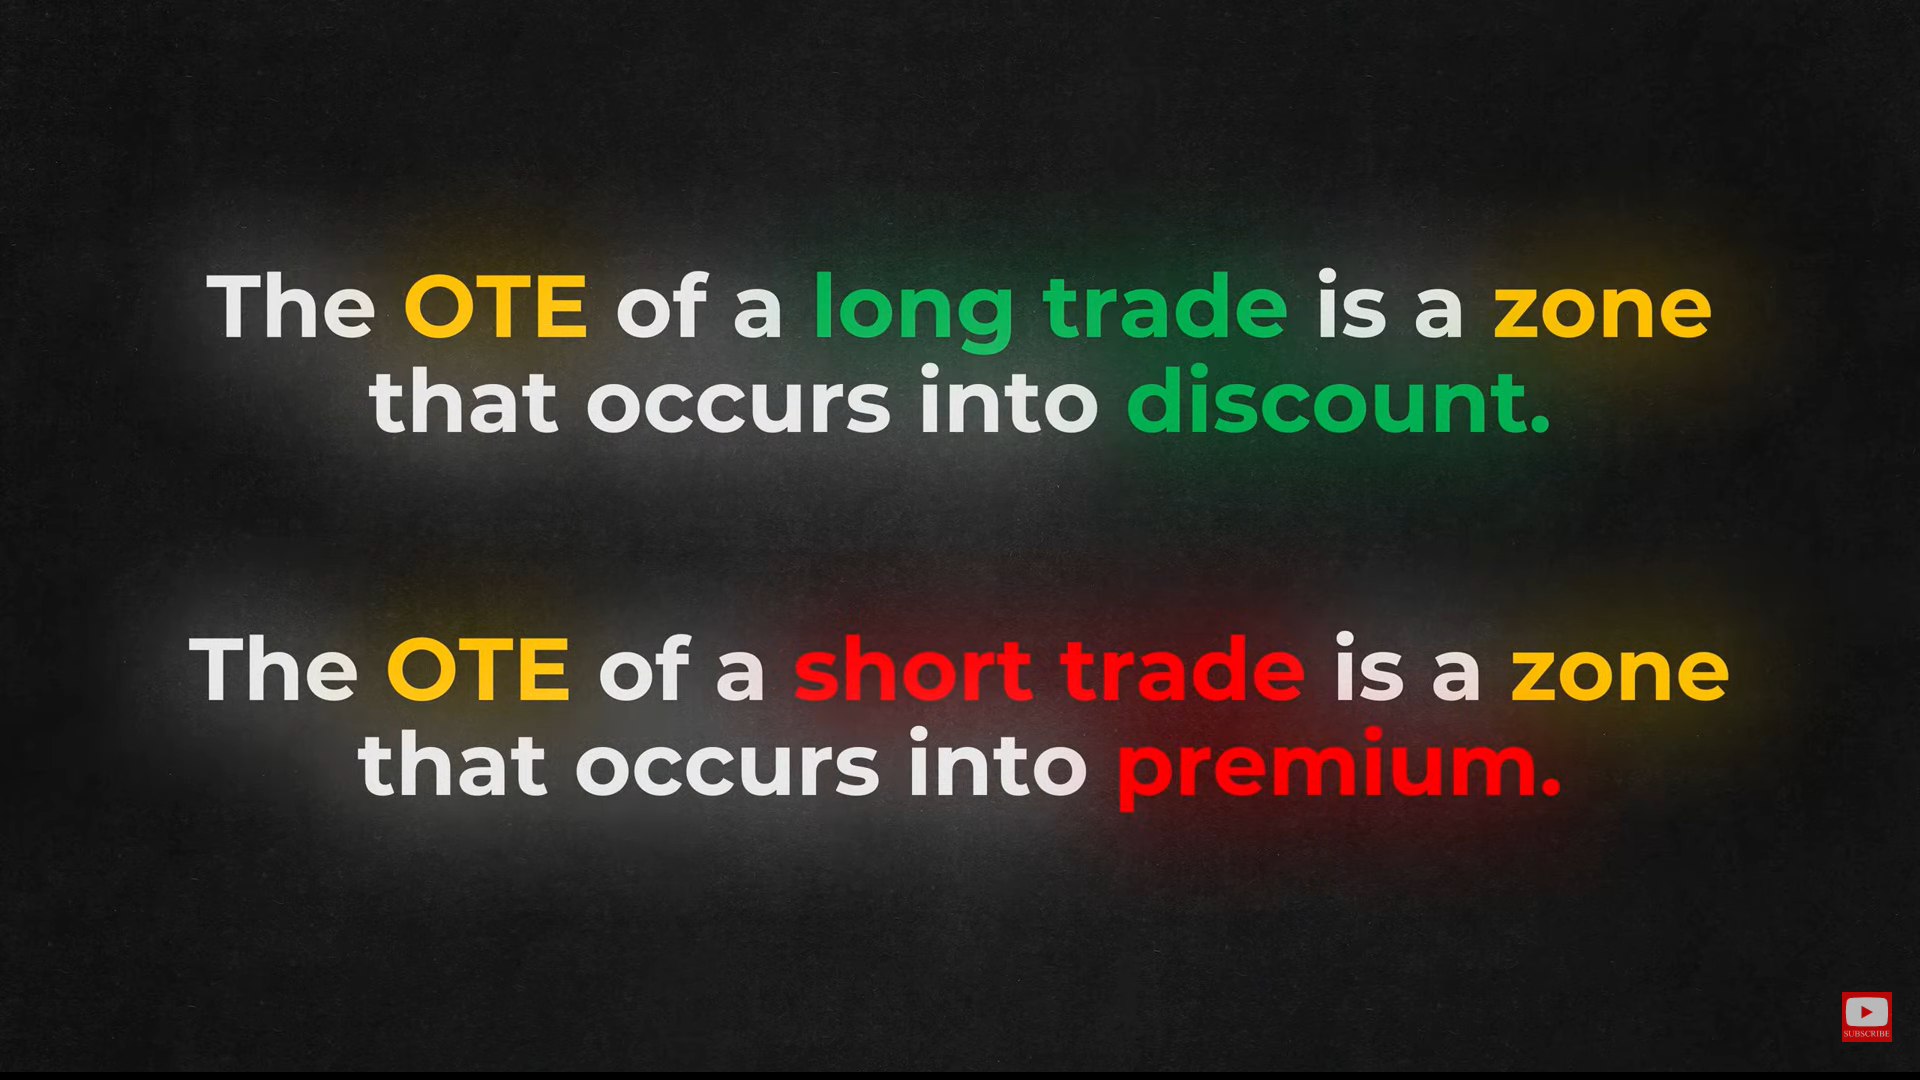 The OTE of a long trade is a zone
that occurs into discount.
The OTE of a short trade is a zone
that occurs into premium.
SUBSCRIBE